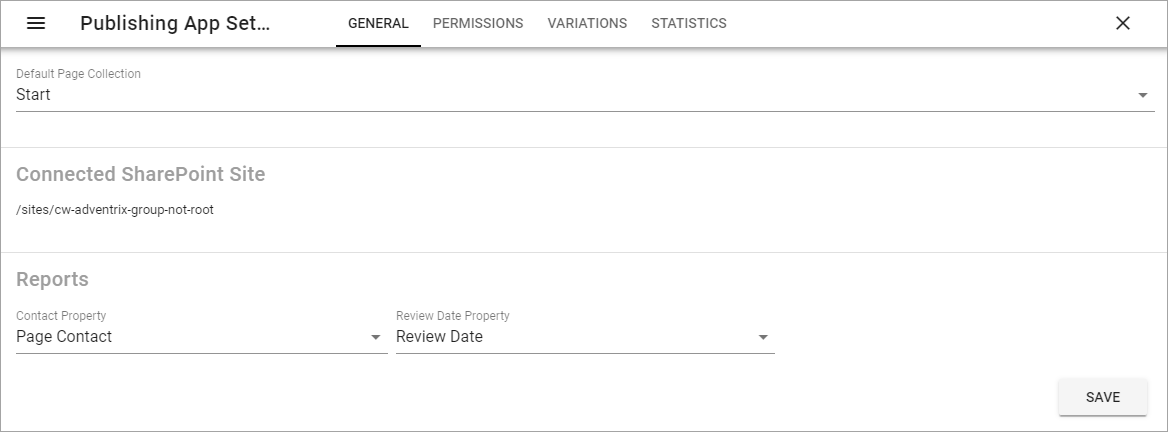 Publishing App Set... GENERAL PERMISSIONS VARIATIONS STATISTICS
Default Page Collection
Start
Connected SharePoint Site
/sites/cw-adventrix-group-not-root
Reports
Contact Property Review Date Property
Page Contact Review Date
SAVE